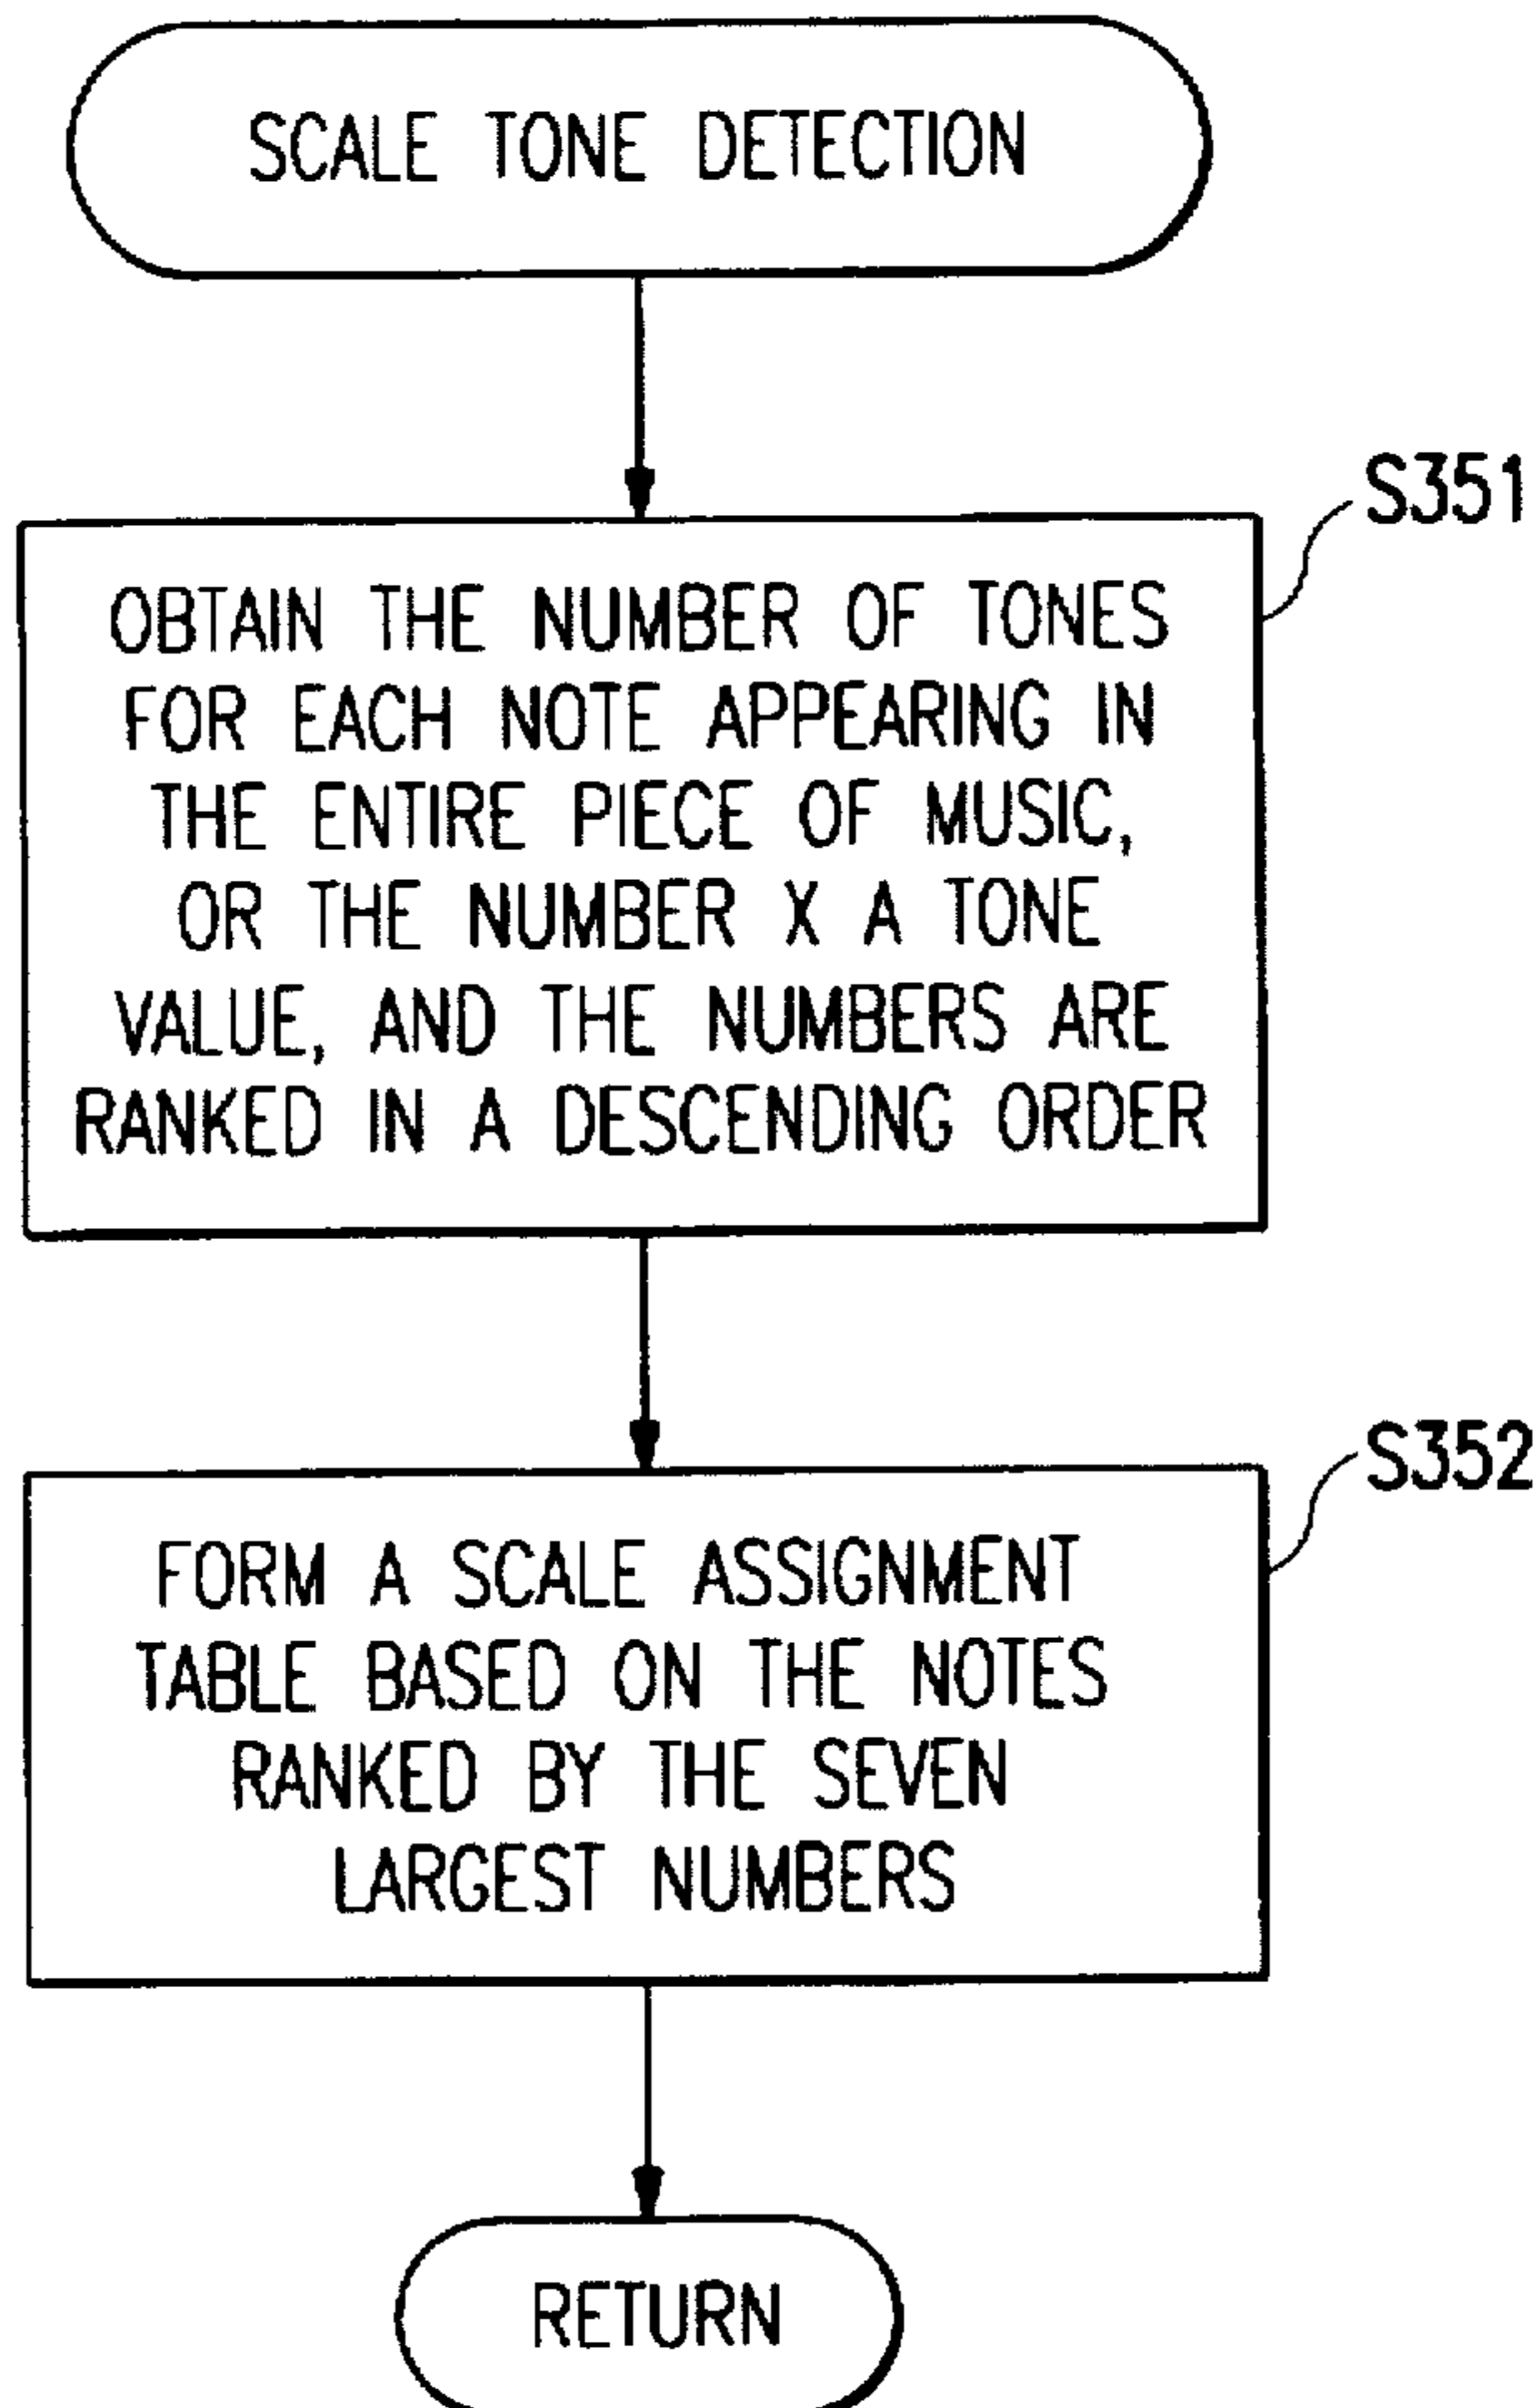 SCALE TONE DETECTION
S351
OBTAIN THE NUMBER OF TONES
FOR EACH NOTE APPEARING IN
THE ENTIRE PIECE OF MUSIC,
OR THE NUMBER X A TONE
VALUE, AND THE NUMBERS ARE
RANKED IN A DESCENDING ORDER
S352
FORM A SCALE ASSIGNMENT
TABLE BASED ON THE NOTES
RANKED BY THE SEVEN
LARGEST NUMBERS
RETURN